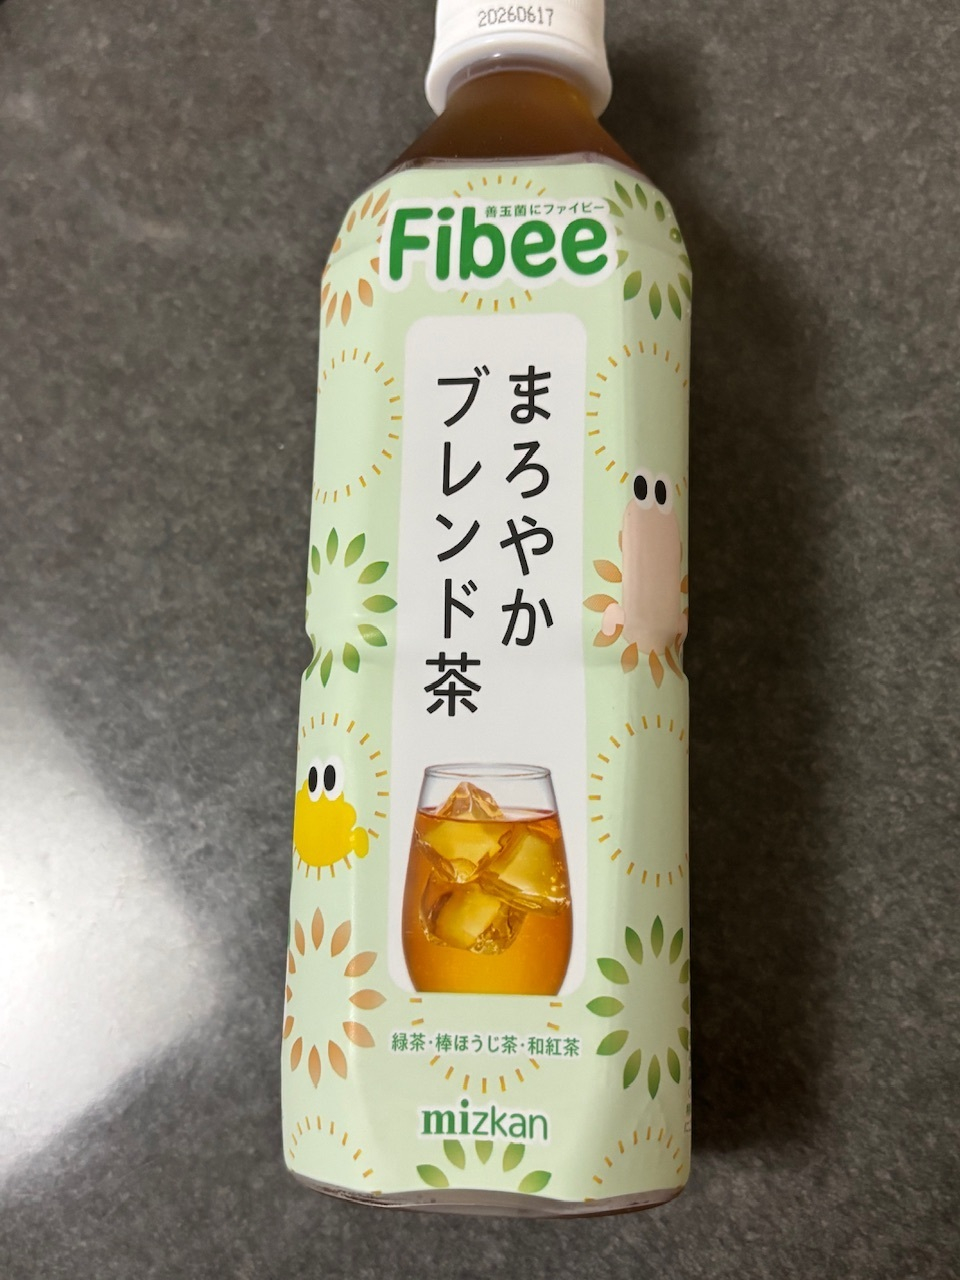 20260617
善玉菌にファイビー
Fibee
まろやか
ブレンド茶
緑茶・棒ほうじ茶・和紅茶
mizkan